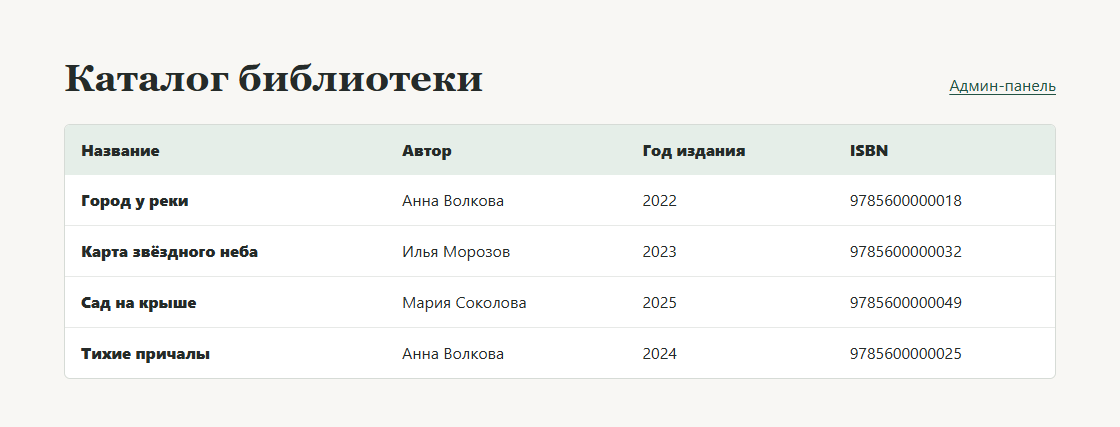 Каталог библиотеки
Админ-панель
Название Автор Год издания ISBN
Город у реки Анна Волкова 2022 9785600000018
Карта звёздного неба Илья Морозов 2023 9785600000032
Сад на крыше Мария Соколова 2025 9785600000049
Тихие причалы Анна Волкова 2024 9785600000025